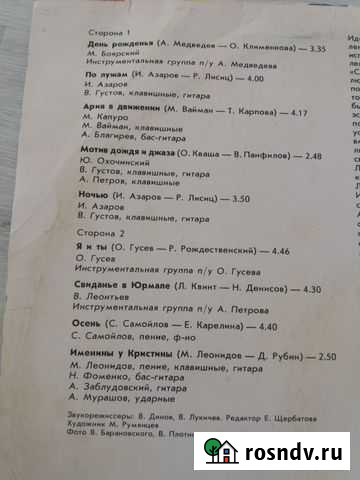 Сторона 1
День рожденья (А. Медведев — О. Клименнова) — 3.35
М. Боярский
Инструментальная группа п/у А. Медведева
По лужам (И. Азаров — Р. Лисиц) — 4.00
И. Азаров
В. Густов, клавишные, гитара
Ария в движении (М. Вайман — Т. Карпова) — 4.17
М. Капуро
М. Вайман, клавишные
А. Благирев, бас-гитара
Мотив дождя и джаза (О. Кваша — В. Панфилов) — 2.48
Ю. Охочинский
В. Густов, клавишные, гитара
А. Петров, клавишные
Ночью (И. Азаров — Р. Лисиц) — 3.50
И. Азаров
В. Густов, клавишные, гитара
Сторона 2
Я и ты (О. Гусев — Р. Рождественский) — 4.46
О. Гусев
Инструментальная группа п/у О. Гусева
Свиданье в Юрмале (Л. Квинт — Н. Денисов) — 4.30
В. Леонтьев
Инструментальная группа п/у А. Петрова
Осень (С. Самойлов — Е. Карелина) — 4.40
С. Самойлов, пение, ф-но
Именины у Кристины (М. Леонидов — Д. Рубин) — 2.50
М. Леонидов, пение, клавишные, гитара
Н. Фоменко, бас-гитара
А. Заблудовский, гитара
А. Мурашов, ударные
Звукорежиссеры: В. Динов, В. Лукичев. Редактор Е. Щербатова
Художник М. Румянцев
Фото В. Барановского, В. Плотни
rosndv.ru